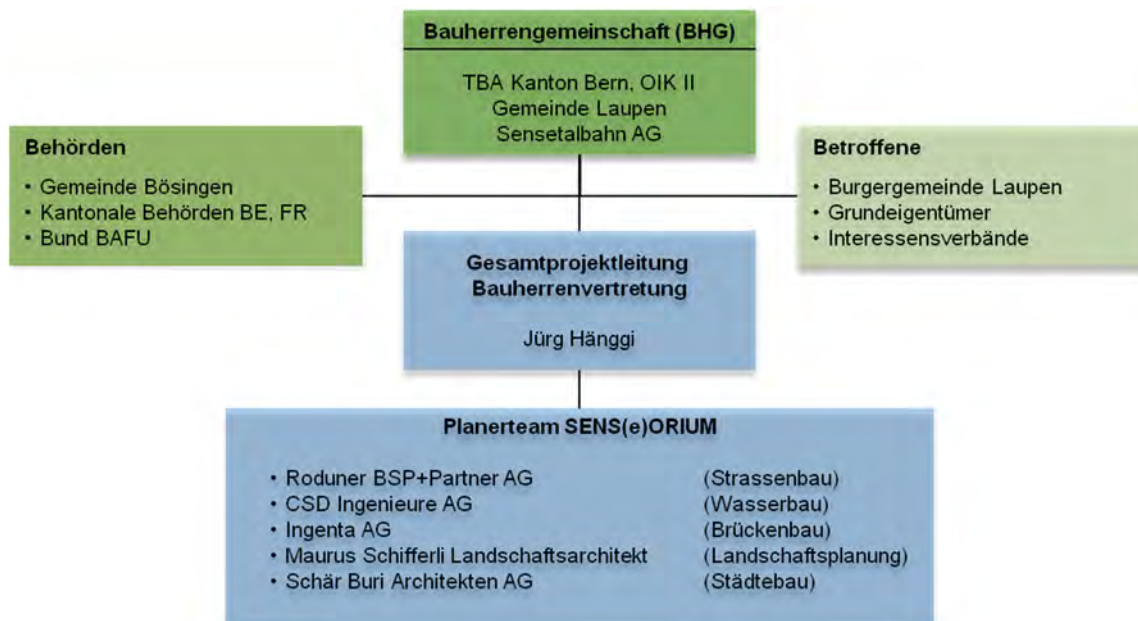 Bauherrengemeinschaft (BHG)
TBA Kanton Bern, OIK II
Gemeinde Laupen
Sensetalbahn AG
Behörden
• Gemeinde Bösingen
• Kantonale Behörden BE, FR
• Bund BAFU
Betroffene
• Burgergemeinde Laupen
• Grundeigentümer
• Interessensverbände
Gesamtprojektleitung
Bauherrenvertretung
Jürg Hänggi
Planerteam SENS(e)ORIUM
• Roduner BSP+Partner AG (Strassenbau)
• CSD Ingenieure AG (Wasserbau)
• Ingenta AG (Brückenbau)
• Maurus Schifferli Landschaftsarchitekt (Landschaftsplanung)
• Schär Buri Architekten AG (Städtebau)